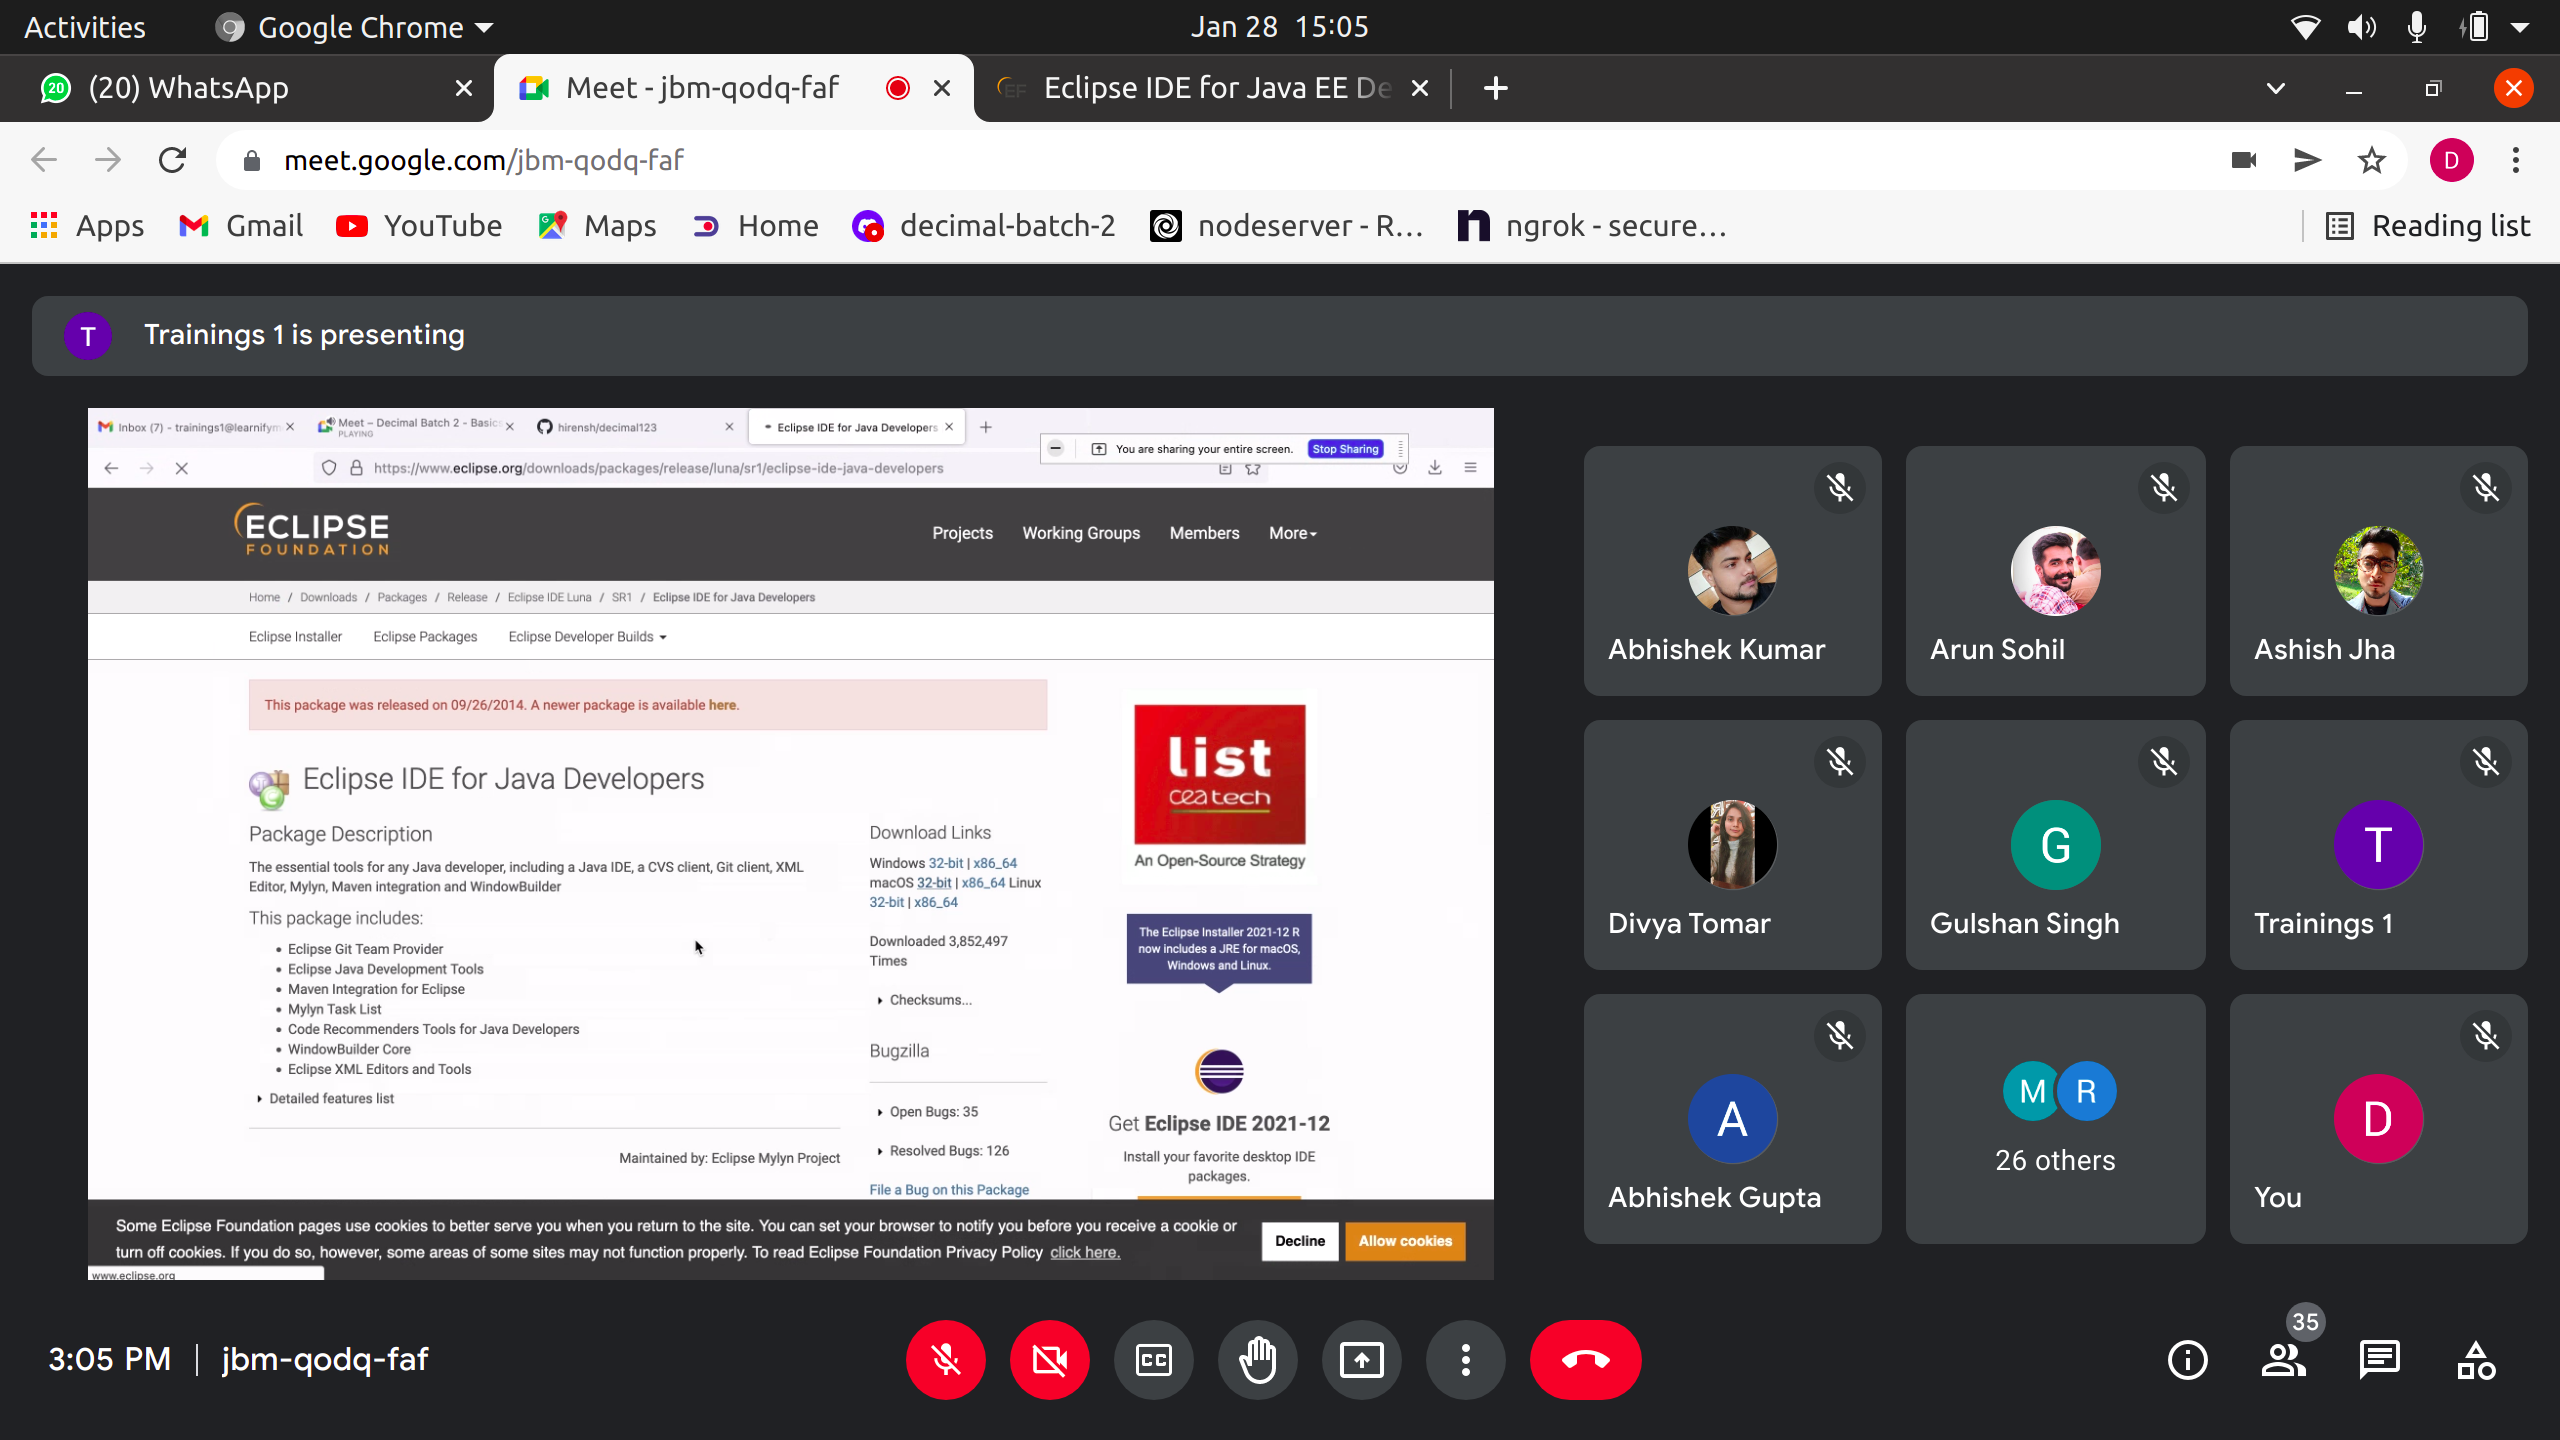 Activities
Google Chrome
Jan 28 15:05
20
(20) WhatsApp
Meet - jbm-qodq-faf
Eclipse IDE for Java EE De
meet.google.com/jbm-qodq-faf
D
Apps
Gmail
YouTube
Maps
Home
decimal-batch-2
nodeserver - R...
ngrok - secure...
Reading list
T
Trainings 1 is presenting
Inbox (7) - trainings1@learnifym
Meet – Decimal Batch 2 - Basics
PLAYING
hirensh/decimal123
Eclipse IDE for Java Developers
You are sharing your entire screen.
Stop Sharing
https://www.eclipse.org/downloads/packages/release/luna/sr1/eclipse-ide-java-developers
ECLIPSE
FOUNDATION
Projects
Working Groups
Members
More
Home / Downloads / Packages / Release / Eclipse IDE Luna / SR1 / Eclipse IDE for Java Developers
Eclipse Installer
Eclipse Packages
Eclipse Developer Builds
This package was released on 09/26/2014. A newer package is available here.
Eclipse IDE for Java Developers
Package Description
The essential tools for any Java developer, including a Java IDE, a CVS client, Git client, XML
Editor, Mylyn, Maven integration and WindowBuilder
This package includes:
Eclipse Git Team Provider
Eclipse Java Development Tools
Maven Integration for Eclipse
Mylyn Task List
Code Recommenders Tools for Java Developers
WindowBuilder Core
Eclipse XML Editors and Tools
Detailed features list
Maintained by: Eclipse Mylyn Project
Download Links
Windows 32-bit | x86_64
macOS 32-bit | x86_64 Linux
32-bit | x86_64
Downloaded 3,852,497
Times
Checksums...
Bugzilla
Open Bugs: 35
Resolved Bugs: 126
File a Bug on this Package
list
cea tech
An Open-Source Strategy
The Eclipse Installer 2021-12 R
now includes a JRE for macOS,
Windows and Linux.
Get Eclipse IDE 2021-12
Install your favorite desktop IDE
packages.
Some Eclipse Foundation pages use cookies to better serve you when you return to the site. You can set your browser to notify you before you receive a cookie or
turn off cookies. If you do so, however, some areas of some sites may not function properly. To read Eclipse Foundation Privacy Policy click here.
Decline
Allow cookies
www.eclipse.org
Abhishek Kumar
Arun Sohil
Ashish Jha
Divya Tomar
G
Gulshan Singh
T
Trainings 1
A
Abhishek Gupta
M
R
26 others
D
You
3:05 PM
jbm-qodq-faf
CC
35